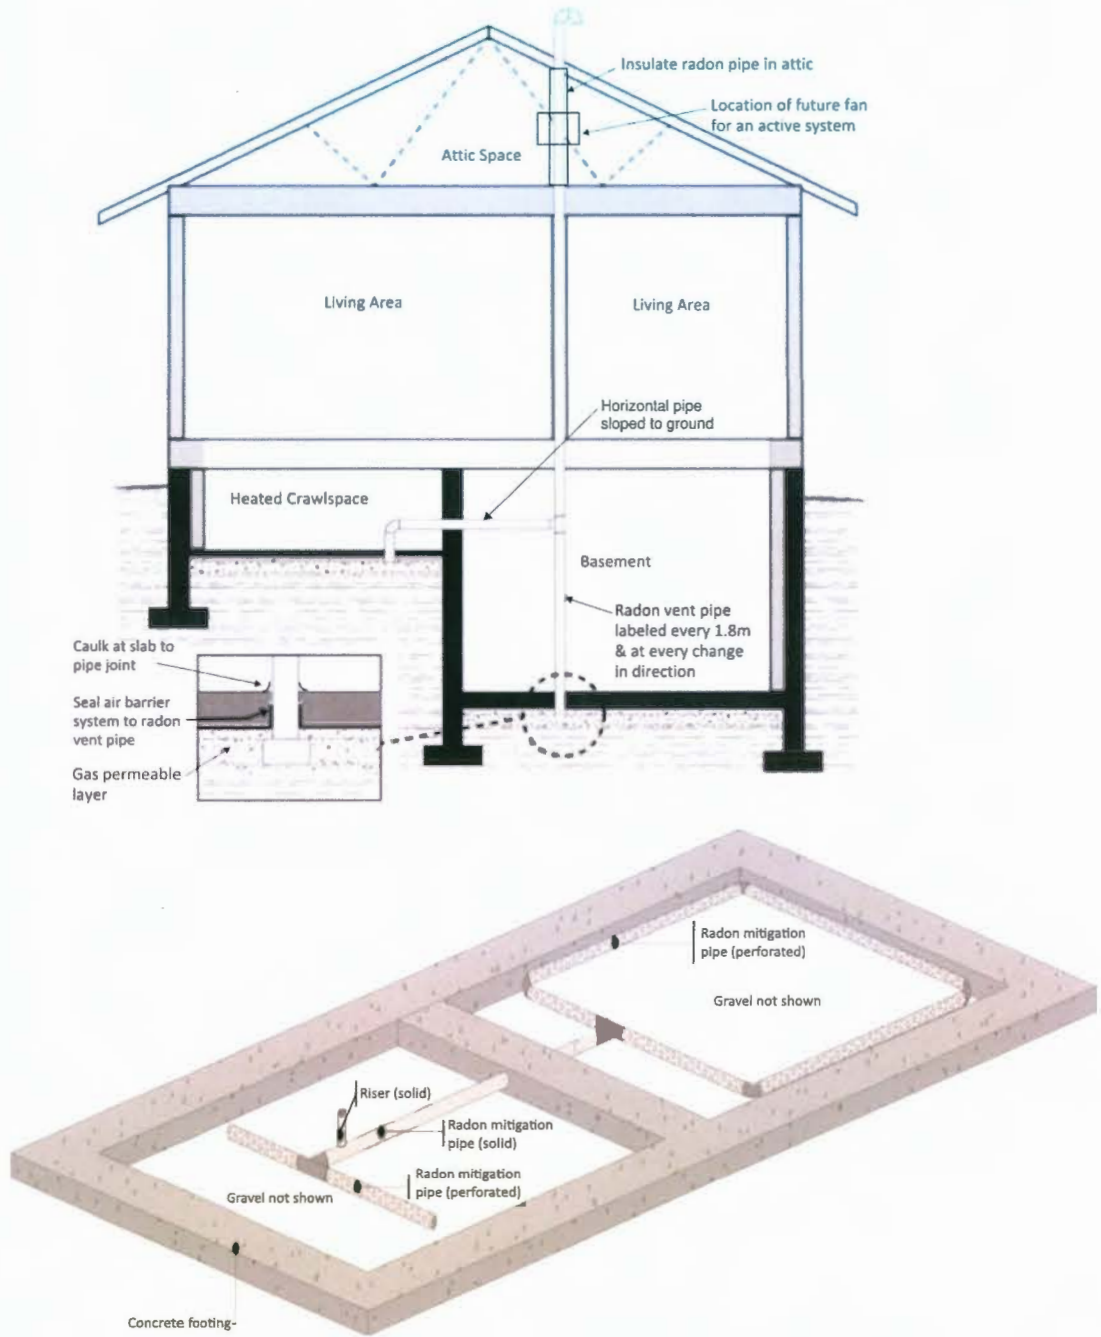 Insulate radon pipe in attic
Location of future fan
for an active system
Attic Space
Living Area
Living Area
Horizontal pipe
sloped to ground
Heated Crawlspace
Basement
Radon vent pipe
labeled every 1.8m
& at every change
in direction
Caulk at slab to
pipe joint
Seal air barrier
system to radon
vent pipe
Gas permeable
layer
Radon mitigation
pipe (perforated)
Gravel not shown
Riser (solid)
Radon mitigation
pipe (solid)
Radon mitigation
pipe (perforated)
Gravel not shown
Concrete footing-